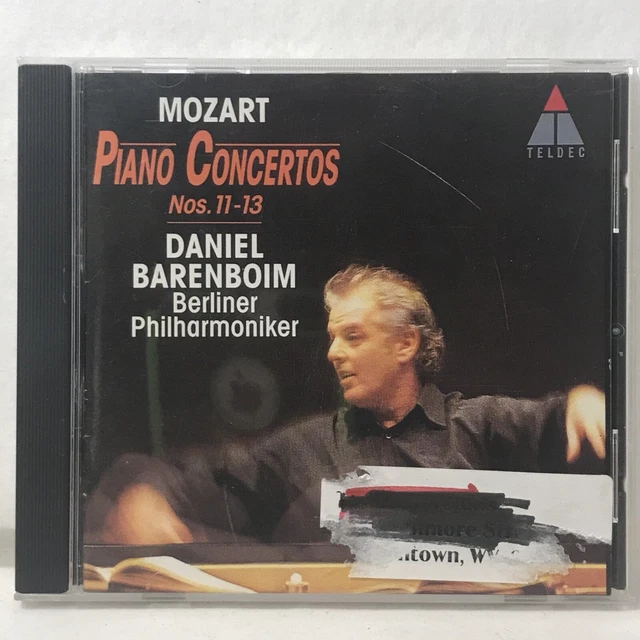 MOZART
PIANO CONCERTOS
Nos. 11-13
DANIEL
BARENBOIM
Berliner
Philharmoniker
TELDEC